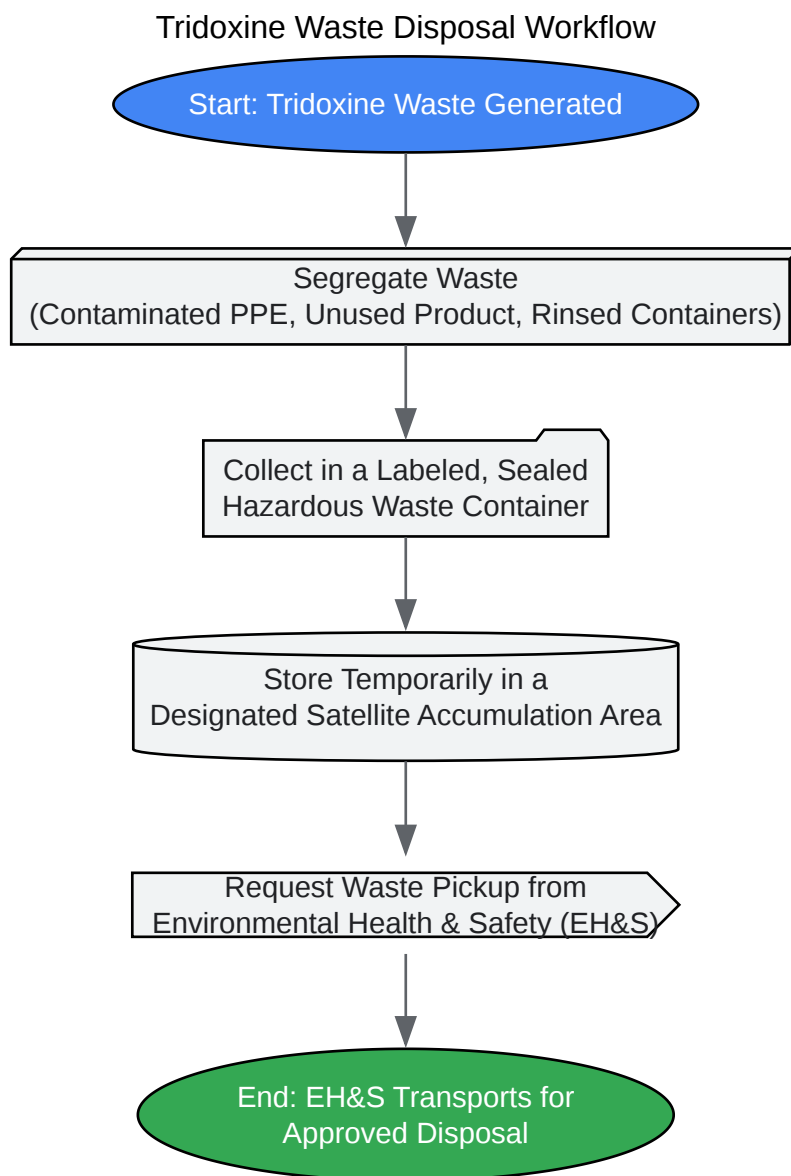 Tridoxine Waste Disposal Workflow
Start: Tridoxine Waste Generated
Segregate Waste
(Contaminated PPE, Unused Product, Rinsed Containers)
Collect in a Labeled, Sealed
Hazardous Waste Container
Store Temporarily in a
Designated Satellite Accumulation Area
Request Waste Pickup from
Environmental Health & Safety (EH&S)
End: EH&S Transports for
Approved Disposal